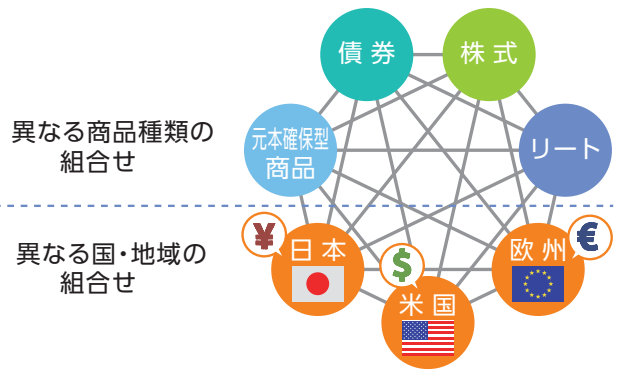 債券
株式
異なる商品種類の
組合せ
元本確保型
商品
リート
異なる国・地域の
組合せ
¥
日本
$
米国
欧州
€